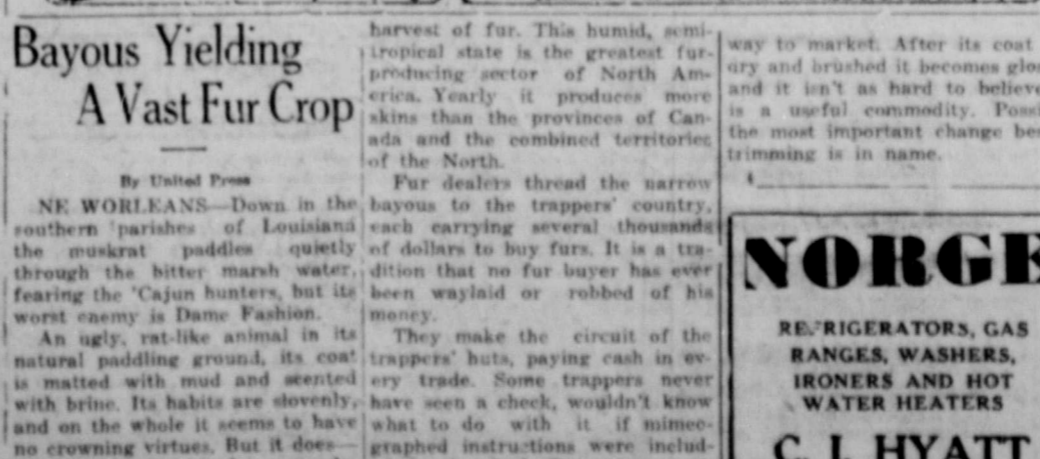 Bayous Yielding
A Vast Fur Crop
By United Press
NE WORLEANS—Down in the
southern parishes of Louisiana
the muskrat paddles quietly
through the bitter marsh water,
fearing the 'Cajun hunters, but its
worst enemy is Dame Fashion.
An ugly, rat-like animal in its
natural paddling ground, its coat
is matted with mud and scented
with brine. Its habits are slovenly,
and on the whole it seems to have
no crowning virtues. But it does—
harvest of fur. This humid, semi-
tropical state is the greatest fur-
producing sector of North Am-
erica. Yearly it produces more
skins than the provinces of Can-
ada and the combined territories
of the North.
Fur dealers thread the narrow
bayous to the trappers' country,
each carrying several thousands
of dollars to buy furs. It is a tra-
dition that no fur buyer has ever
been waylaid or robbed of his
money.
They make the circuit of the
trappers' huts, paying cash in ev-
ery trade. Some trappers never
have seen a check, wouldn't know
what to do with it if mimeo-
graphed instructions were includ-
way to market. After its coat
ary and brushed it becomes glos
and it isn't as hard to believe
is a useful commodity. Possi
the most important change bes
trimming is in name.
NORGE
REFRIGERATORS, GAS
RANGES, WASHERS,
IRONERS AND HOT
WATER HEATERS
C. I. HYATT